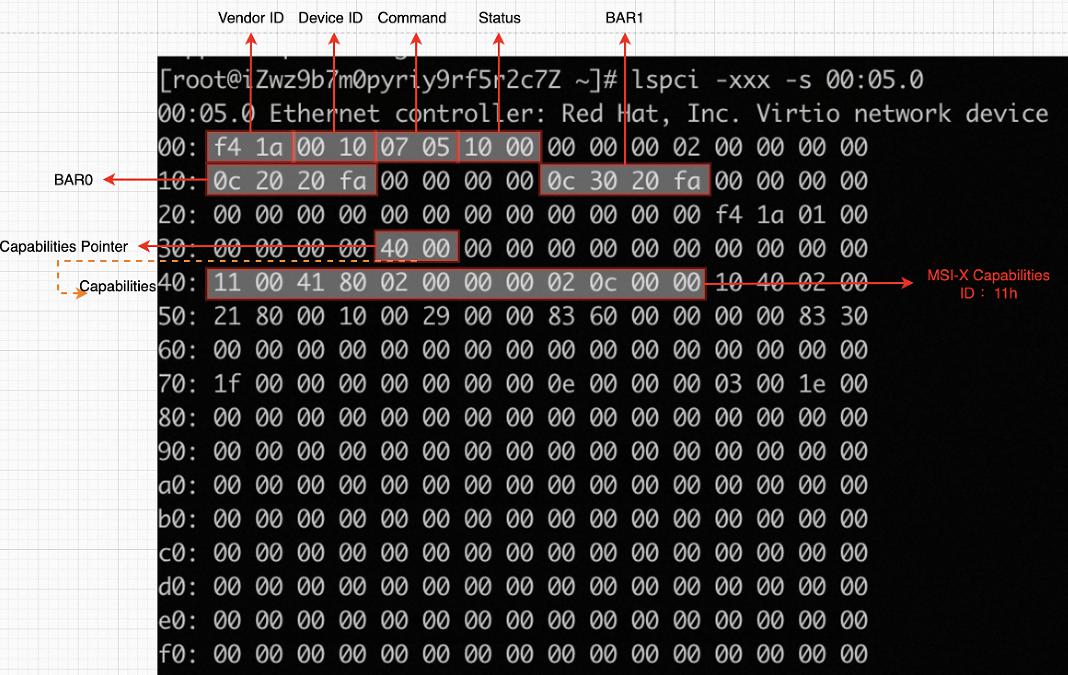 Vendor ID Device ID Command Status BAR1
[root@iZwz9b7m0pyriy9rf5r2c7Z ~]# lspci -xxx -s 00:05.0
00:05.0 Ethernet controller: Red Hat, Inc. Virtio network device
00: f4 1a 00 10 07 05 10 00 00 00 00 02 00 00 00 00
BAR0
10: 0c 20 20 fa 00 00 00 00 0c 30 20 fa 00 00 00 00
20: 00 00 00 00 00 00 00 00 00 00 00 00 f4 1a 01 00
Capabilities Pointer
30: 00 00 00 00 40 00 00 00 00 00 00 00 00 00 00 00
Capabilities
40: 11 00 41 80 02 00 00 00 02 0c 00 00 10 40 02 00
MSI-X Capabilities
ID： 11h
50: 21 80 00 10 00 29 00 00 83 60 00 00 00 00 83 30
60: 00 00 00 00 00 00 00 00 00 00 00 00 00 00 00 00
70: 1f 00 00 00 00 00 00 00 0e 00 00 00 03 00 1e 00
80: 00 00 00 00 00 00 00 00 00 00 00 00 00 00 00 00
90: 00 00 00 00 00 00 00 00 00 00 00 00 00 00 00 00
a0: 00 00 00 00 00 00 00 00 00 00 00 00 00 00 00 00
b0: 00 00 00 00 00 00 00 00 00 00 00 00 00 00 00 00
c0: 00 00 00 00 00 00 00 00 00 00 00 00 00 00 00 00
d0: 00 00 00 00 00 00 00 00 00 00 00 00 00 00 00 00
e0: 00 00 00 00 00 00 00 00 00 00 00 00 00 00 00 00
f0: 00 00 00 00 00 00 00 00 00 00 00 00 00 00 00 00